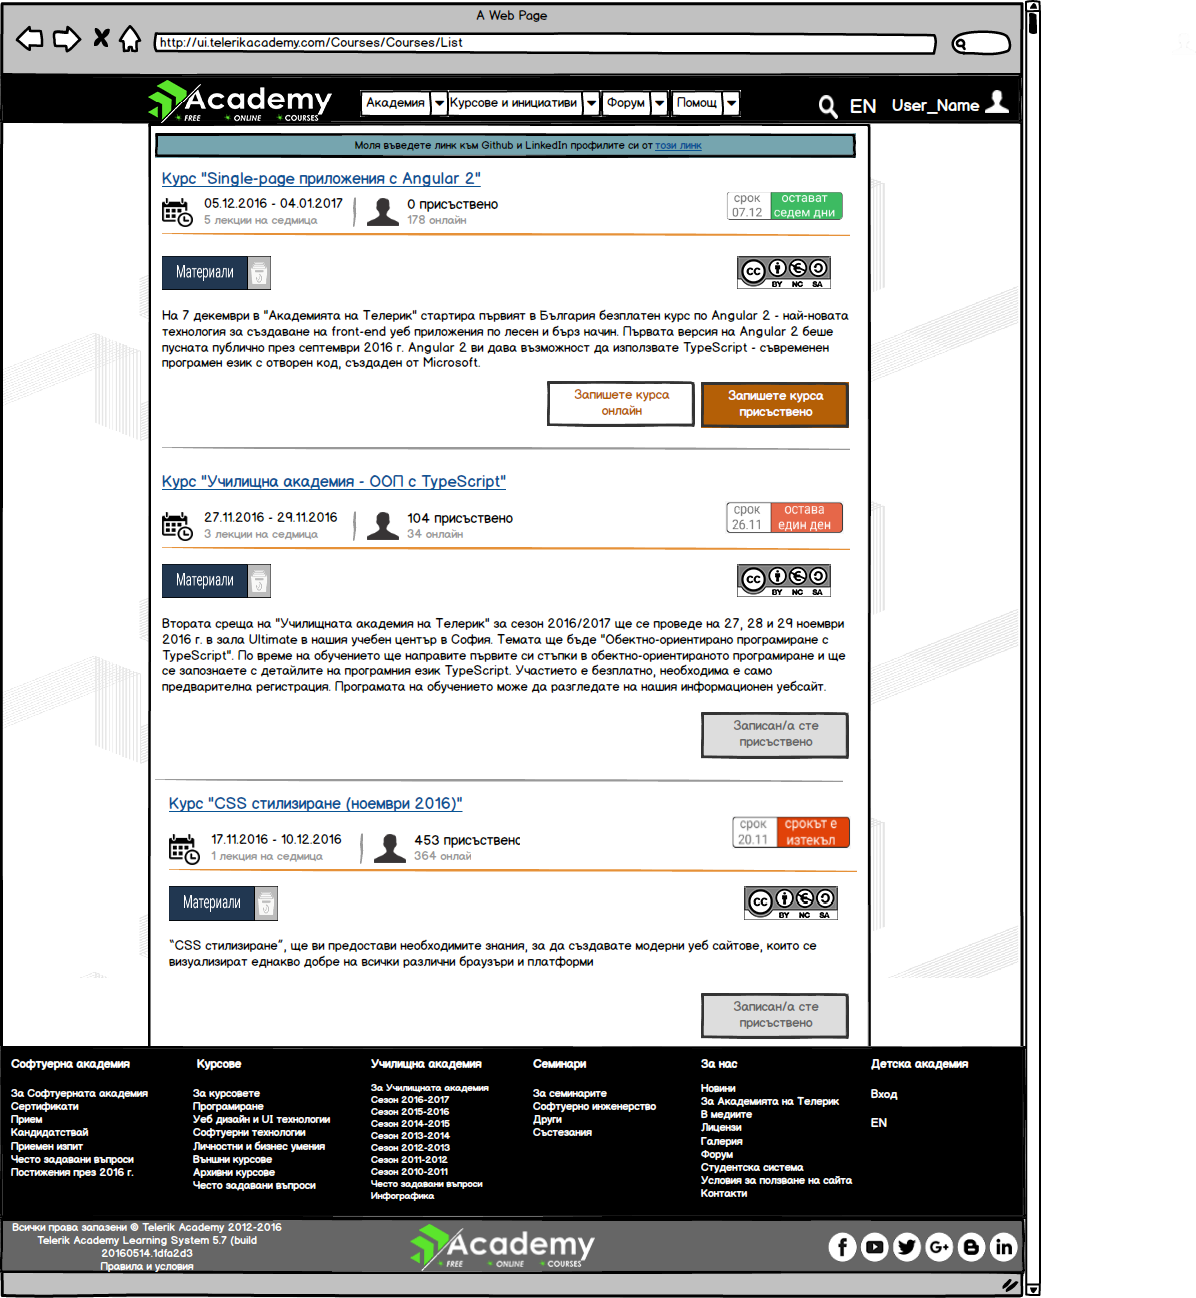 A Web Page
http://ui.telerikacademy.com/Courses/Courses/List
Academy
FREE ONLINE COURSES
Академия
Курсове и инициативи
Форум
Помощ
EN
User_Name
Моля въведете линк към Github и LinkedIn профилите си от този линк
Курс "Single-page приложения с Angular 2"
05.12.2016 - 04.01.2017
5 лекции на седмица
0 присъствено
178 онлайн
срок
07.12
остават
седем дни
Материали
CC
BY NC SA
На 7 декември в "Академията на Телерик" стартира първият в България безплатен курс по Angular 2 - най-новата
технология за създаване на front-end уеб приложения по лесен и бърз начин. Първата версия на Angular 2 беше
пусната публично през септември 2016 г. Angular 2 ви дава възможност да използвате TypeScript - съвременен
програмен език с отворен код, създаден от Microsoft.
Запишете курса
онлайн
Запишете курса
присъствено
Курс "Училищна академия - ООП с TypeScript"
27.11.2016 - 29.11.2016
3 лекции на седмица
104 присъствено
34 онлайн
срок
26.11
остава
един ден
Материали
CC
BY NC SA
Втората среща на "Училищната академия на Телерик" за сезон 2016/2017 ще се проведе на 27, 28 и 29 ноември
2016 г. в зала Ultimate в нашия учебен център в София. Темата ще бъде "Обектно-ориентирано програмиране с
TypeScript". По време на обучението ще направите първите си стъпки в обектно-ориентираното програмиране и ще
се запознаете с детайлите на програмния език TypeScript. Участието е безплатно, необходима е само
предварителна регистрация. Програмата на обучението може да разгледате на нашия информационен уебсайт.
Записан/а сте
присъствено
Курс "CSS стилизиране (ноември 2016)"
17.11.2016 - 10.12.2016
1 лекция на седмица
453 присъственс
364 онлай
срок
20.11
срокът е
изтекъл
Материали
CC
BY NC SA
"CSS стилизиране", ще ви предостави необходимите знания, за да създавате модерни уеб сайтове, които се
визуализират еднакво добре на всички различни браузъри и платформи
Записан/а сте
присъствено
Софтуерна академия
За Софтуерната академия
Сертификати
Прием
Кандидатствай
Приемен изпит
Често задавани въпроси
Постижения през 2016 г.
Курсове
За курсовете
Програмиране
Уеб дизайн и UI технологии
Софтуерни технологии
Личностни и бизнес умения
Външни курсове
Архивни курсове
Често задавани въпроси
Училищна академия
За Училищната академия
Сезон 2016-2017
Сезон 2015-2016
Сезон 2014-2015
Сезон 2013-2014
Сезон 2012-2013
Сезон 2011-2012
Сезон 2010-2011
Често задавани въпроси
Инфографика
Семинари
За семинарите
Софтуерно инженерство
Други
Състезания
За нас
Новини
За Академията на Телерик
В медиите
Лицензи
Галерия
Форум
Студентска система
Условия за ползване на сайта
Контакти
Детска академия
Вход
EN
Всички права запазени © Telerik Academy 2012-2016
Telerik Academy Learning System 5.7 (build
20160514.1dfa2d3
Правила и условия
Academy
FREE ONLINE COURSES